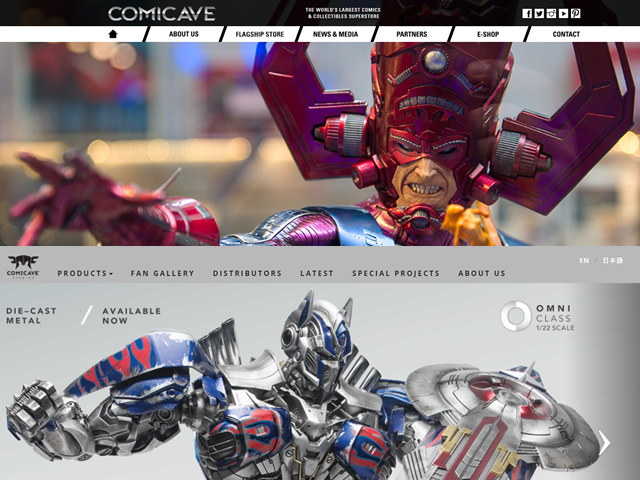 COMICAVE
THE WORLD'S LARGEST COMICS
& COLLECTIBLES SUPERSTORE
ABOUT US
FLAGSHIP STORE
NEWS & MEDIA
PARTNERS
E-SHOP
CONTACT
COMICAVE
STUDIOS
PRODUCTS
FAN GALLERY
DISTRIBUTORS
LATEST
SPECIAL PROJECTS
ABOUT US
EN / 日本語
DIE-CAST
METAL
AVAILABLE
NOW
OMNI
CLASS
1/22 SCALE